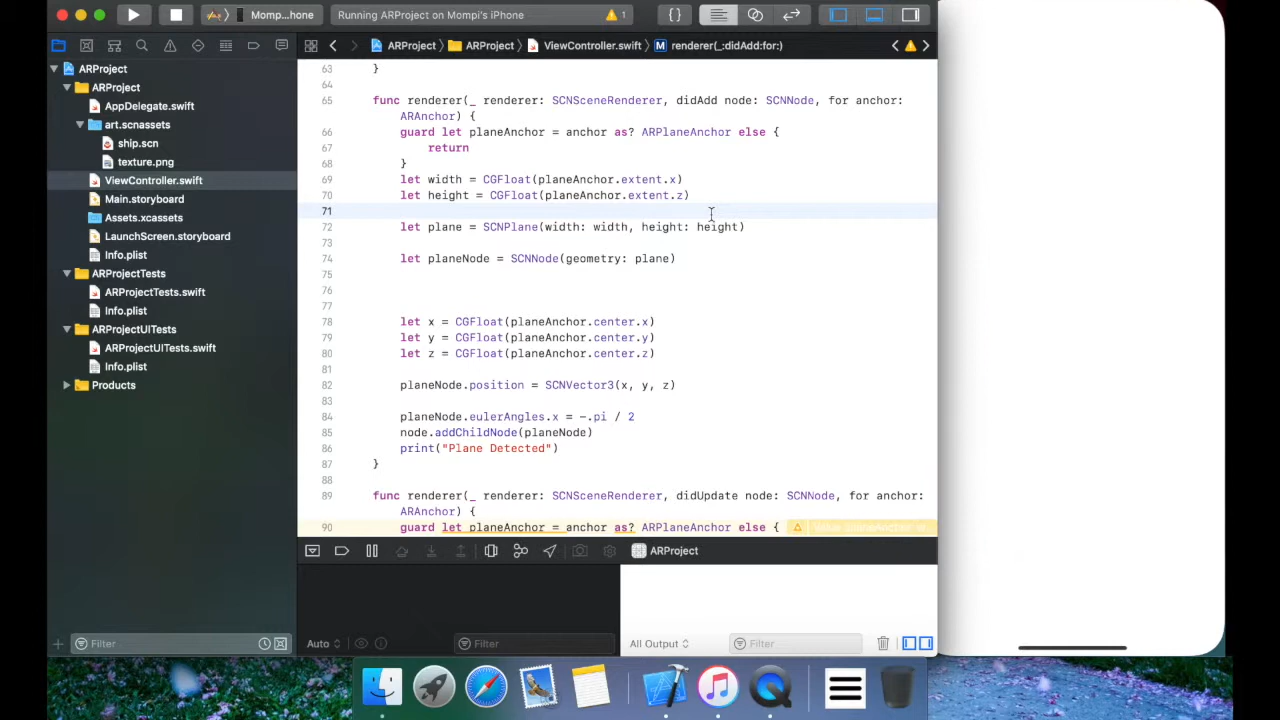 Momp...hone
Running ARProject on Mompi's iPhone
1
{}
ARProject
ARProject
ViewController.swift
M
renderer(_:didAdd:for:)
ARProject
ARProject
AppDelegate.swift
art.scnassets
ship.scn
texture.png
ViewController.swift
Main.storyboard
Assets.xcassets
LaunchScreen.storyboard
Info.plist
ARProjectTests
ARProjectTests.swift
Info.plist
ARProjectUITests
ARProjectUITests.swift
Info.plist
Products
Filter
63 }
64
65 func renderer(_ renderer: SCNSceneRenderer, didAdd node: SCNNode, for anchor:
ARAnchor) {
66 guard let planeAnchor = anchor as? ARPlaneAnchor else {
67 return
68 }
69 let width = CGFloat(planeAnchor.extent.x)
70 let height = CGFloat(planeAnchor.extent.z)
71
72 let plane = SCNPlane(width: width, height: height)
73
74 let planeNode = SCNNode(geometry: plane)
75
76
77
78 let x = CGFloat(planeAnchor.center.x)
79 let y = CGFloat(planeAnchor.center.y)
80 let z = CGFloat(planeAnchor.center.z)
81
82 planeNode.position = SCNVector3(x, y, z)
83
84 planeNode.eulerAngles.x = -.pi / 2
85 node.addChildNode(planeNode)
86 print("Plane Detected")
87 }
88
89 func renderer(_ renderer: SCNSceneRenderer, didUpdate node: SCNNode, for anchor:
ARAnchor) {
90 guard let planeAnchor = anchor as? ARPlaneAnchor else {
ARProject
Auto
Filter
All Output
Filter